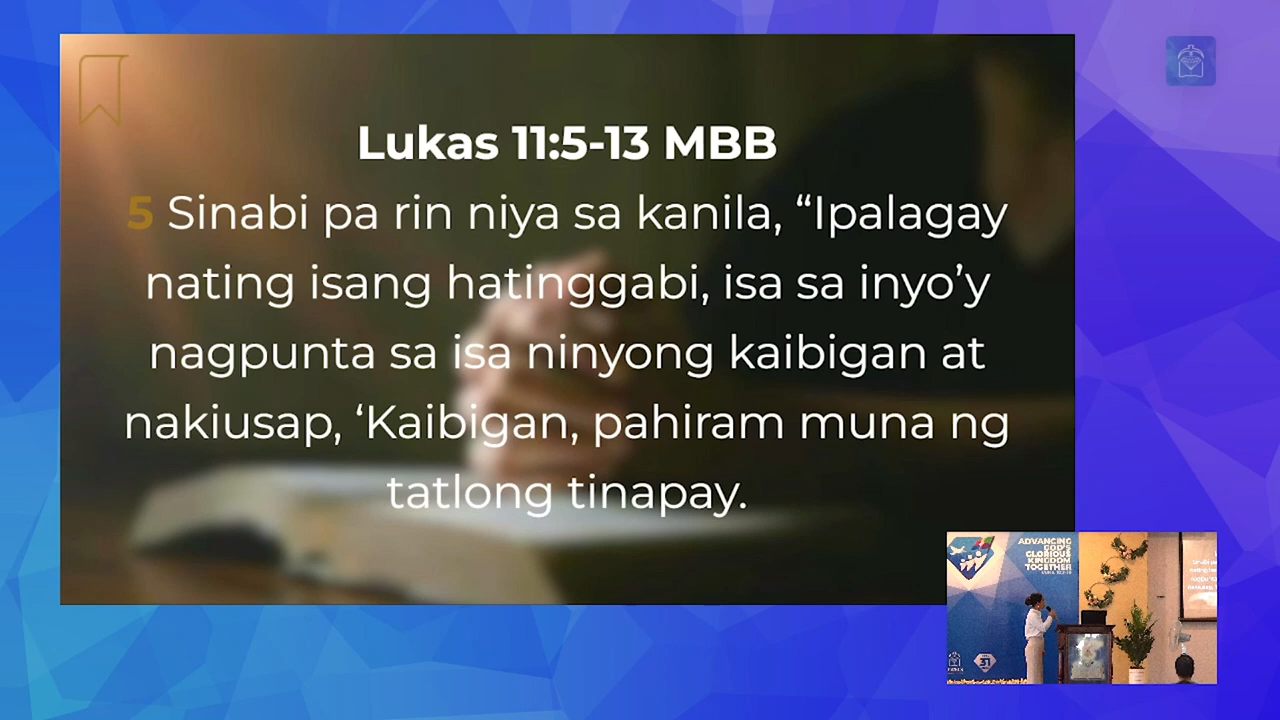 Lukas 11:5-13 MBB
5 Sinabi pa rin niya sa kanila, “Ipalagay
nating isang hatinggabi, isa sa inyo’y
nagpunta sa isa ninyong kaibigan at
nakiusap, ‘Kaibigan, pahiram muna ng
tatlong tinapay.
ADVANCING
GOD'S
GLORIOUS
KINGDOM
TOGETHER
31